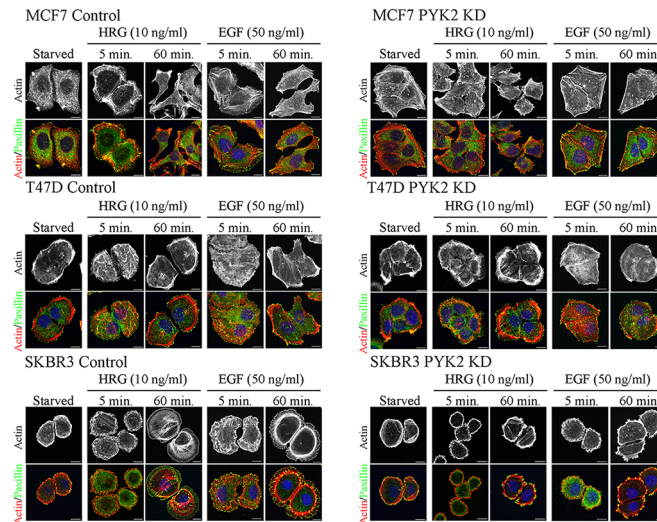 MCF7 Control
HRG (10 ng/ml) EGF (50 ng/ml)
Starved 5 min. 60 min. 5 min. 60 min.
Actin
Actin/Paxillin
T47D Control
HRG (10 ng/ml) EGF (50 ng/ml)
Starved 5 min. 60 min. 5 min. 60 min.
Actin
Actin/Paxillin
SKBR3 Control
HRG (10 ng/ml) EGF (50 ng/ml)
Starved 5 min. 60 min. 5 min. 60 min.
Actin
Actin/Paxillin
MCF7 PYK2 KD
HRG (10 ng/ml) EGF (50 ng/ml)
Starved 5 min. 60 min. 5 min. 60 min.
Actin
Actin/Paxillin
T47D PYK2 KD
HRG (10 ng/ml) EGF (50 ng/ml)
Starved 5 min. 60 min. 5 min. 60 min.
Actin
Actin/Paxillin
SKBR3 PYK2 KD
HRG (10 ng/ml) EGF (50 ng/ml)
Starved 5 min. 60 min. 5 min. 60 min.
Actin
Actin/Paxillin